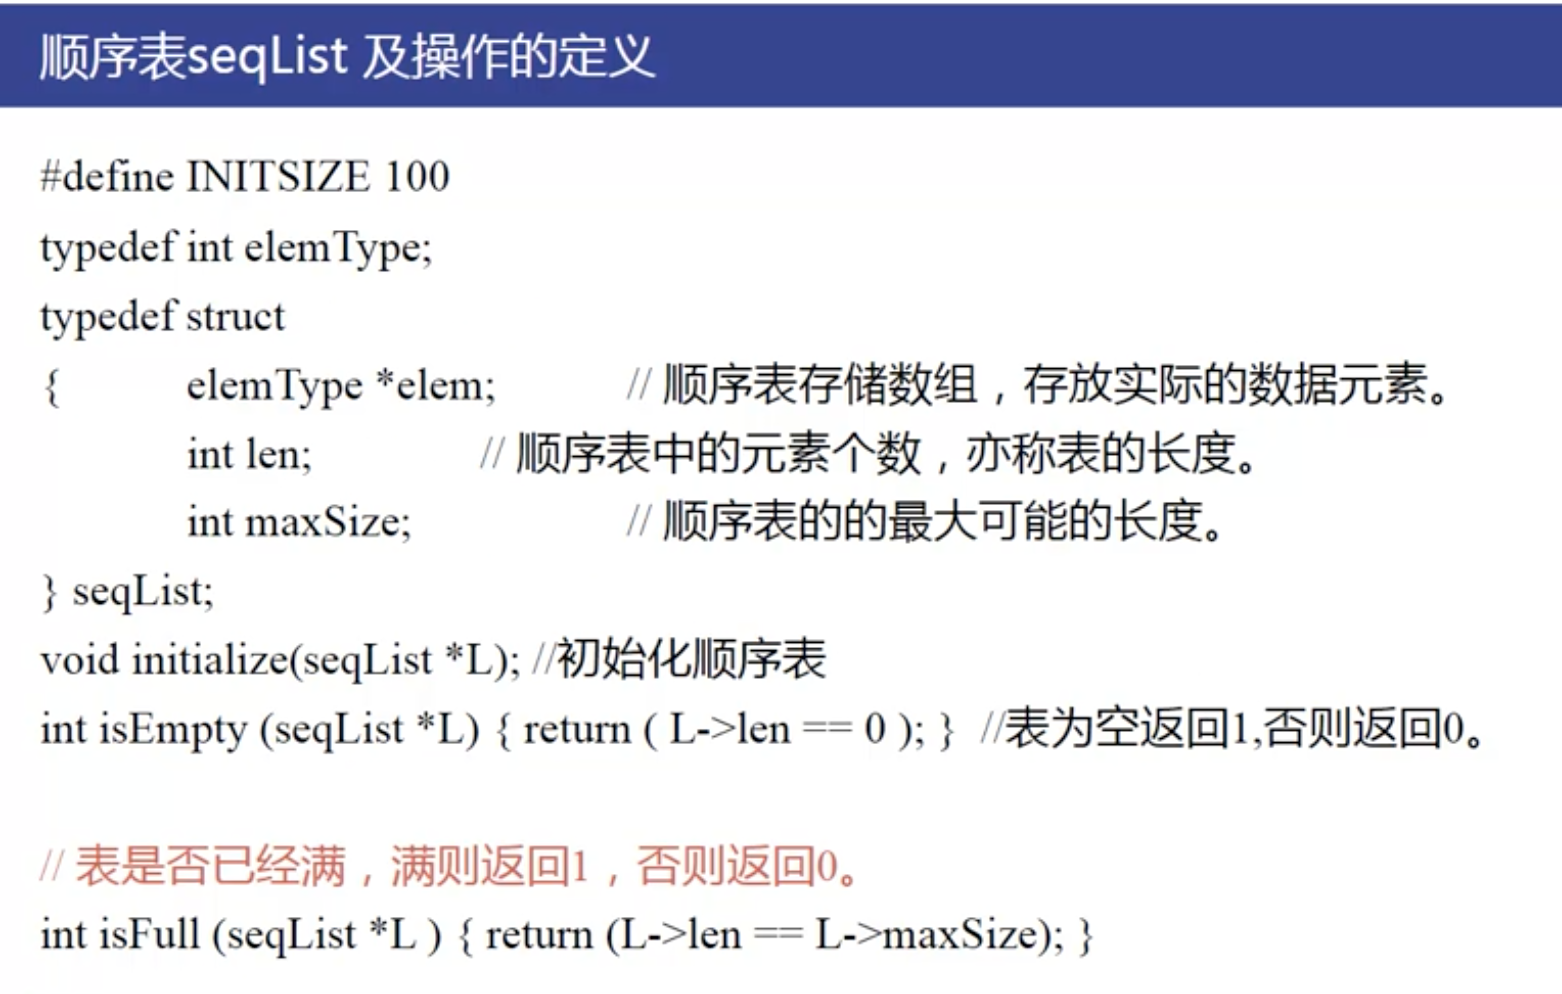 顺序表seqList 及操作的定义
#define INITSIZE 100
typedef int elemType;
typedef struct
{ elemType *elem; // 顺序表存储数组，存放实际的数据元素。
int len; // 顺序表中的元素个数，亦称表的长度。
int maxSize; // 顺序表的的最大可能的长度。
} seqList;
void initialize(seqList *L); //初始化顺序表
int isEmpty (seqList *L) { return ( L->len == 0 ); } //表为空返回1,否则返回0。
// 表是否已经满，满则返回1，否则返回0。
int isFull (seqList *L ) { return (L->len == L->maxSize); }